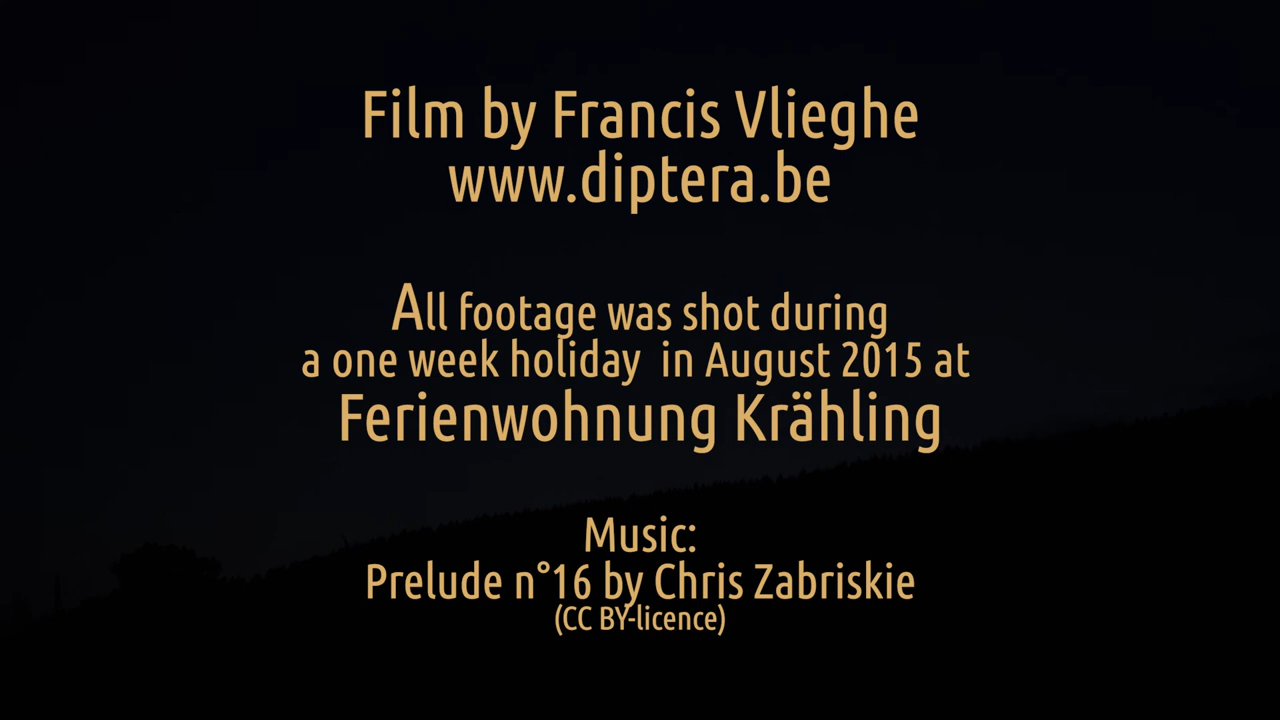 Film by Francis Vlieghe
www.diptera.be
All footage was shot during
a one week holiday  in August 2015 at
Ferienwohnung Krähling
Music:
Prelude n°16 by Chris Zabriskie
(CC BY-licence)